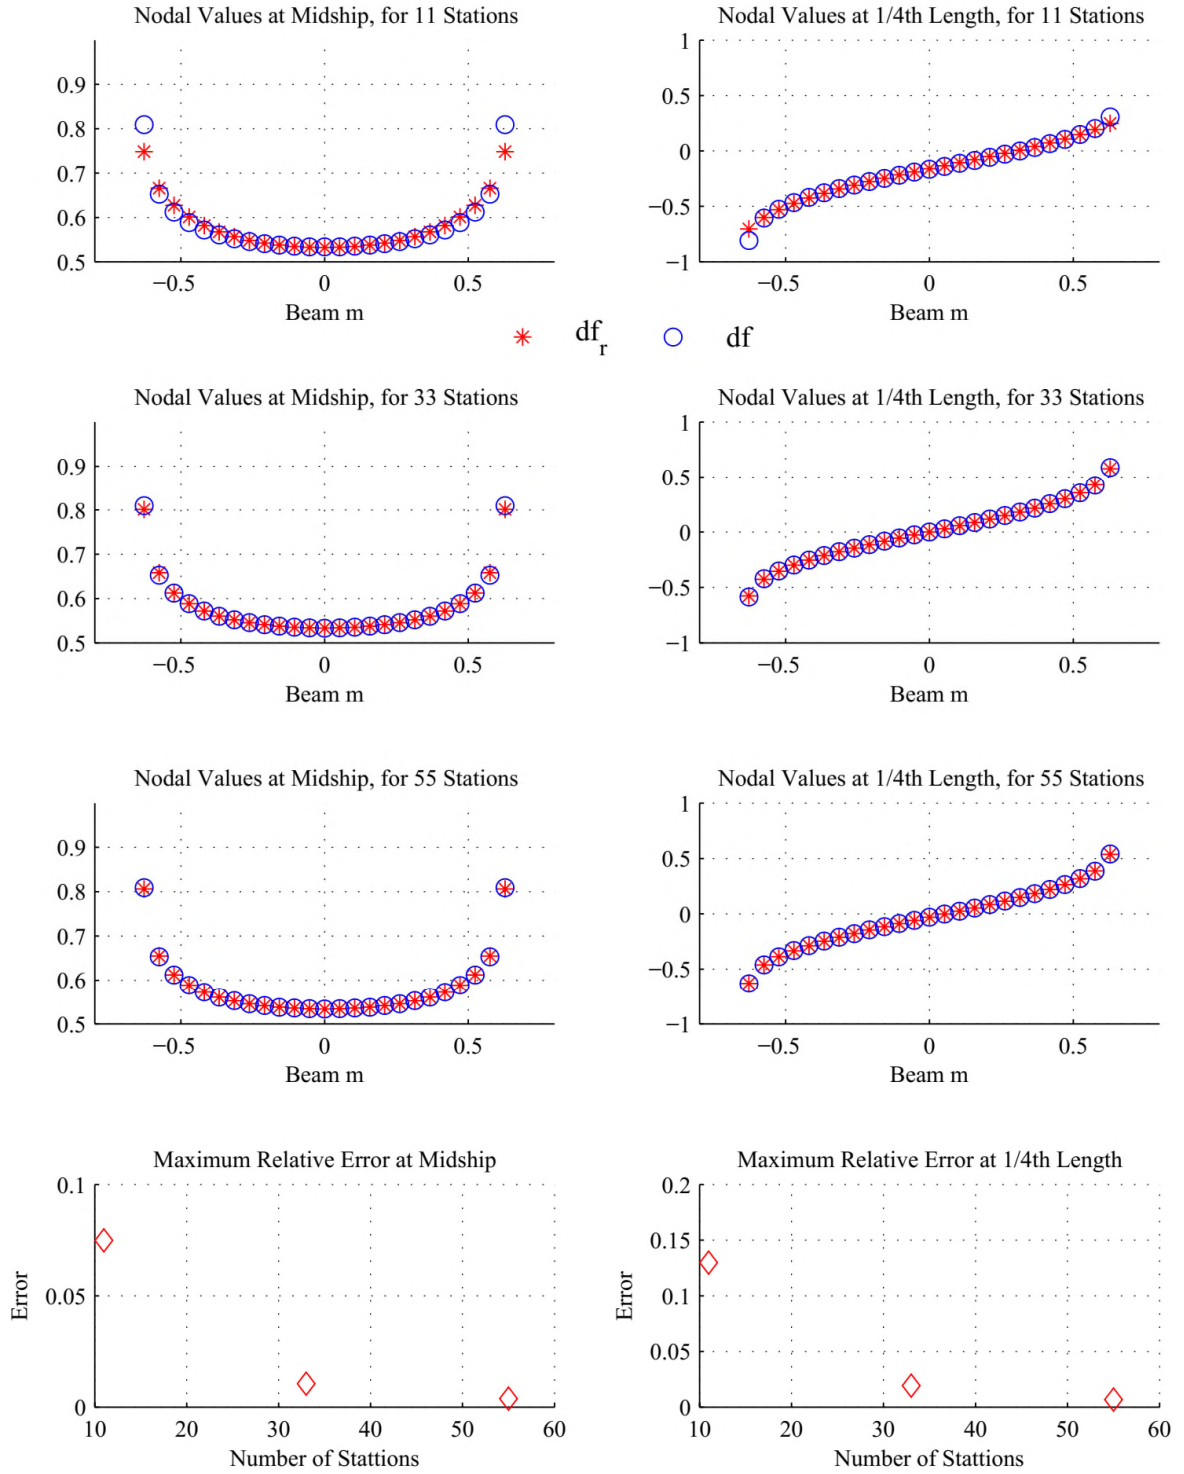 Nodal Values at Midship, for 11 Stations
0.9
0.8
0.7
0.6
0.5
−0.5 0 0.5
Beam m
Nodal Values at 1/4th Length, for 11 Stations
1
0.5
0
−0.5
−1
−0.5 0 0.5
Beam m
df_r df
Nodal Values at Midship, for 33 Stations
0.9
0.8
0.7
0.6
0.5
−0.5 0 0.5
Beam m
Nodal Values at 1/4th Length, for 33 Stations
1
0.5
0
−0.5
−1
−0.5 0 0.5
Beam m
Nodal Values at Midship, for 55 Stations
0.9
0.8
0.7
0.6
0.5
−0.5 0 0.5
Beam m
Nodal Values at 1/4th Length, for 55 Stations
1
0.5
0
−0.5
−1
−0.5 0 0.5
Beam m
Maximum Relative Error at Midship
0.1
0.05
0
Error
10 20 30 40 50 60
Number of Stattions
Maximum Relative Error at 1/4th Length
0.2
0.15
0.1
0.05
0
Error
10 20 30 40 50 60
Number of Stattions